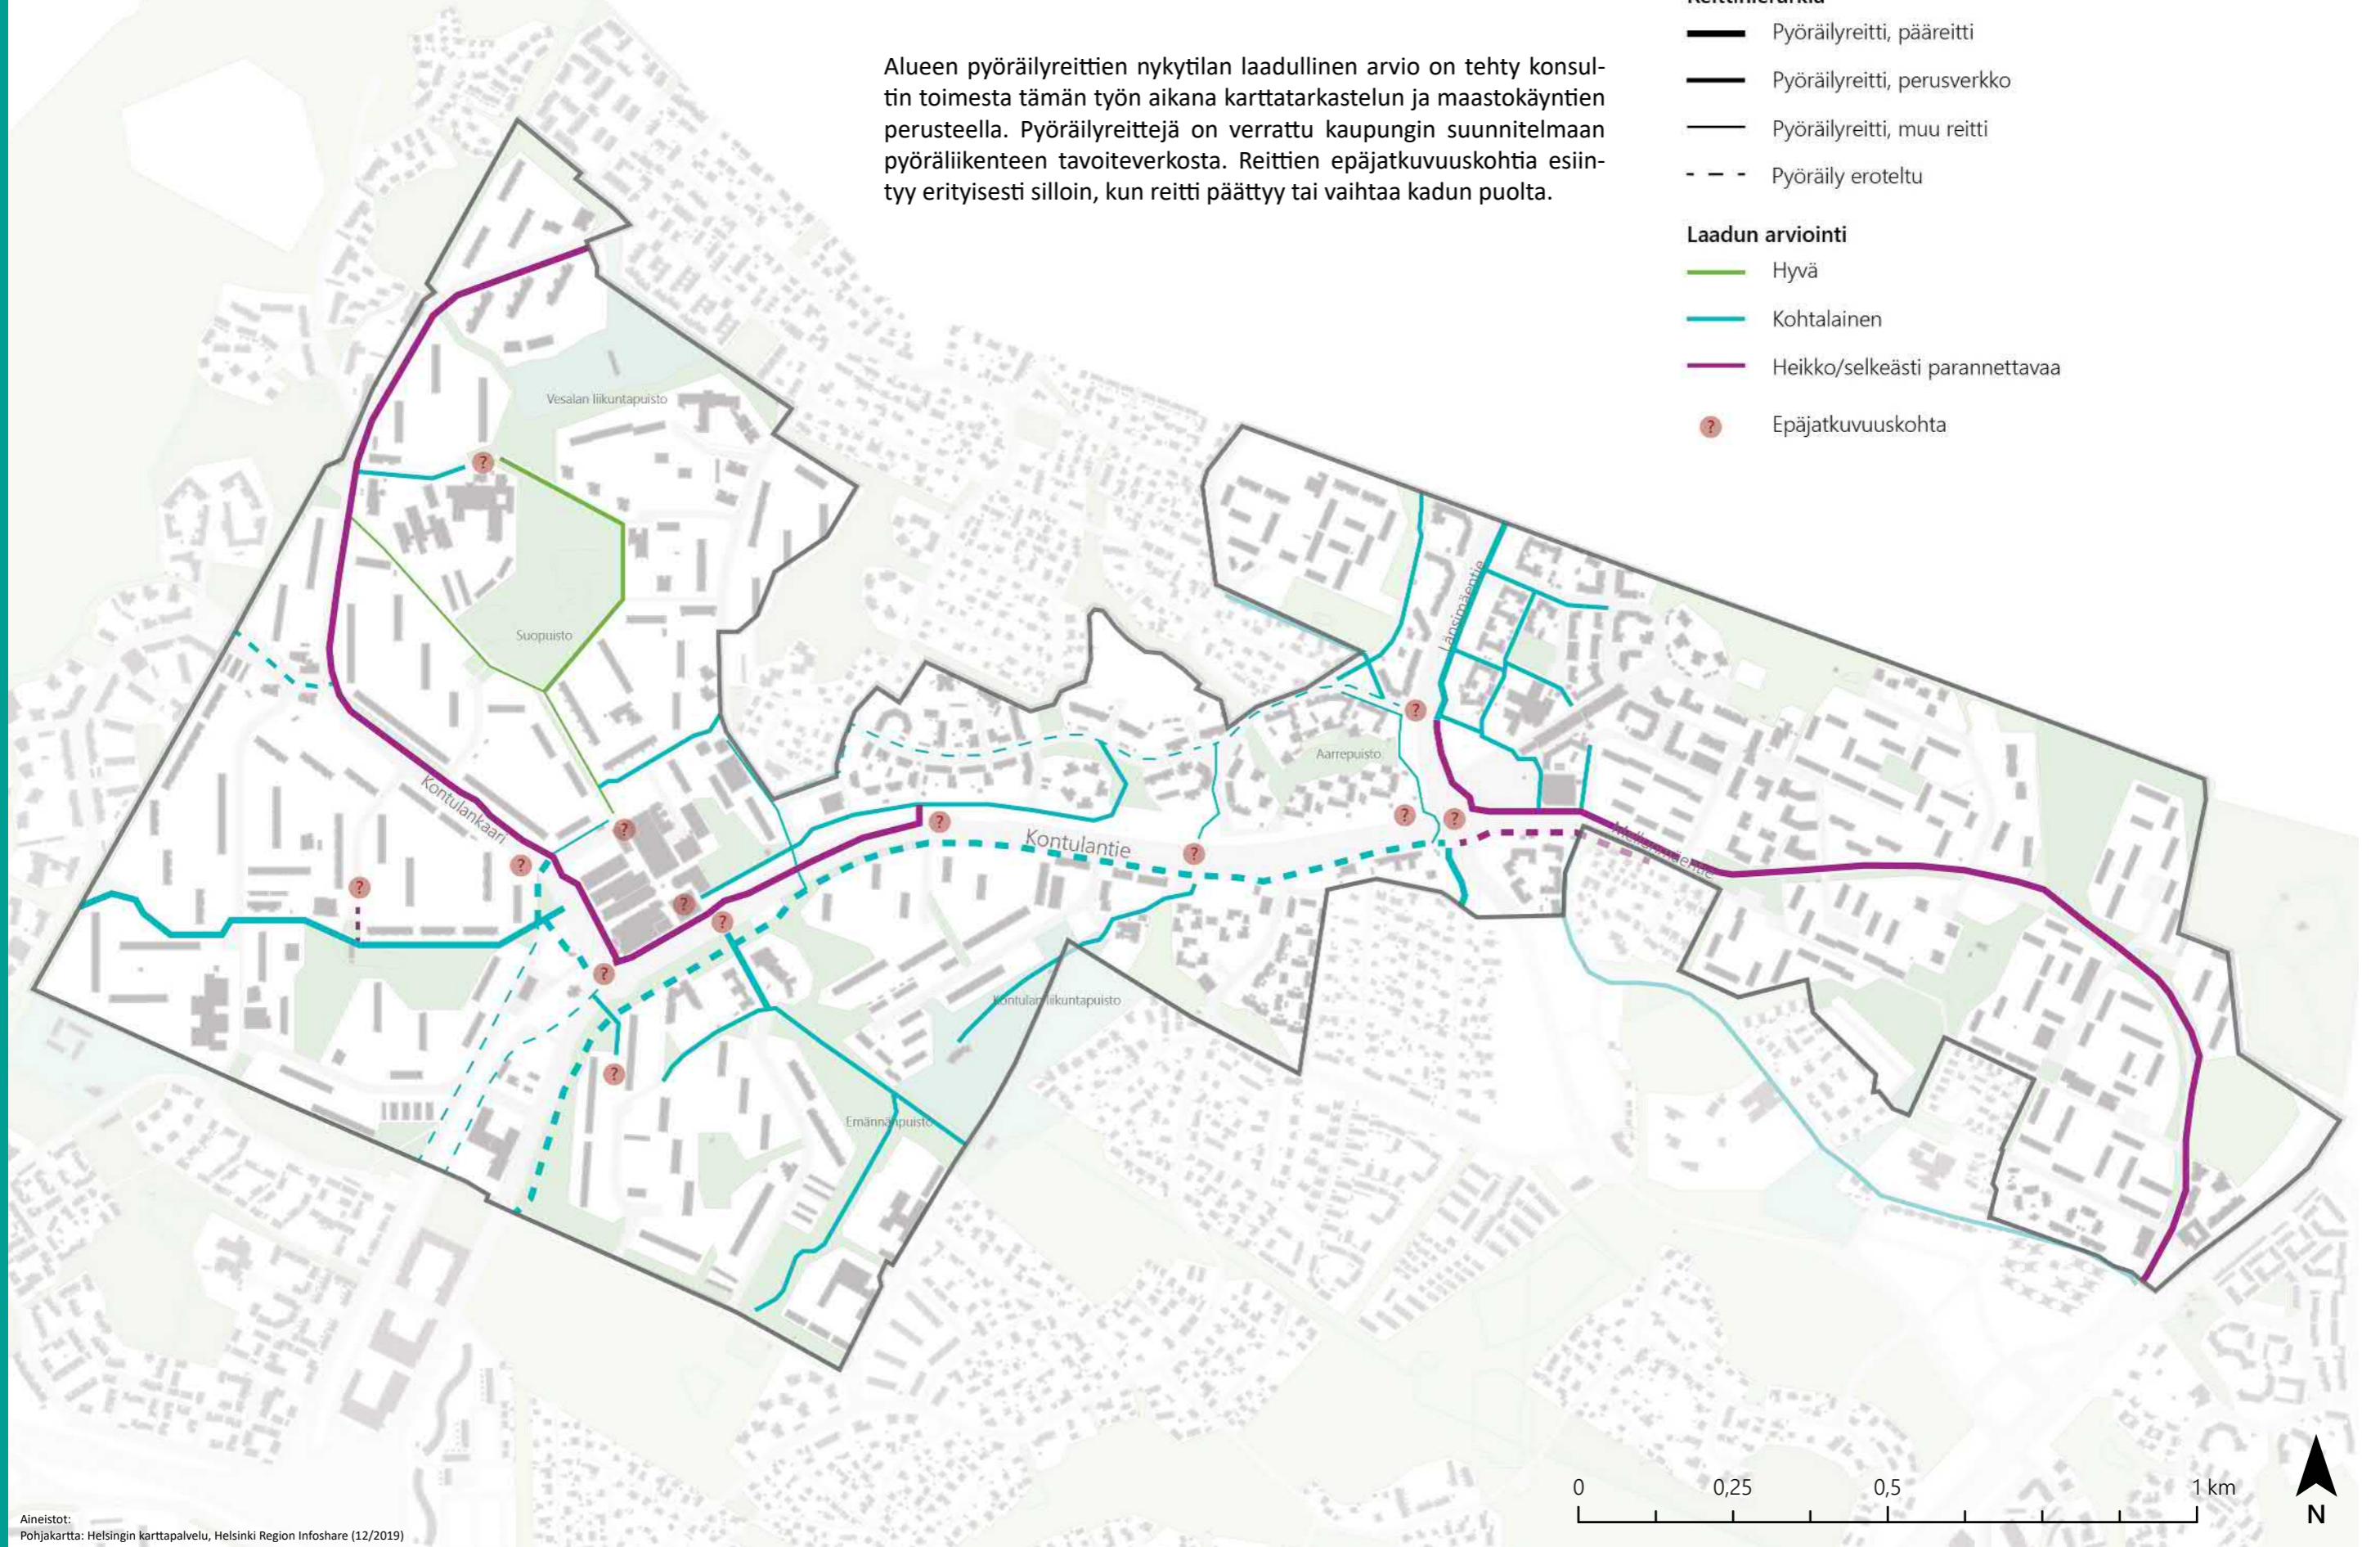 Alueen pyöräilyreittien nykytilan laadullinen arvio on tehty konsul-
tin toimesta tämän työn aikana karttatarkastelun ja maastokäyntien
perusteella. Pyöräilyreittejä on verrattu kaupungin suunnitelmaan
pyöräliikenteen tavoiteverkosta. Reittien epäjatkuvuuskohtia esiin-
tyy erityisesti silloin, kun reitti päättyy tai vaihtaa kadun puolta.
Pyöräilyreitti, pääreitti
Pyöräilyreitti, perusverkko
Pyöräilyreitti, muu reitti
Pyöräily eroteltu
Laadun arviointi
Hyvä
Kohtalainen
Heikko/selkeästi parannettavaa
? Epäjatkuvuuskohta
Vesalan liikuntapuisto
?
Suopuisto
Länsimäentie
?
Aarrepuisto
Kontulankaari
?
?
?
?
?
Kontulantie
?
Mellunmäentie
?
?
?
?
?
Kontulan liikuntapuisto
?
Emännänpuisto
0
0,25
0,5
1 km
N
Aineistot:
Pohjakartta: Helsingin karttapalvelu, Helsinki Region Infoshare (12/2019)